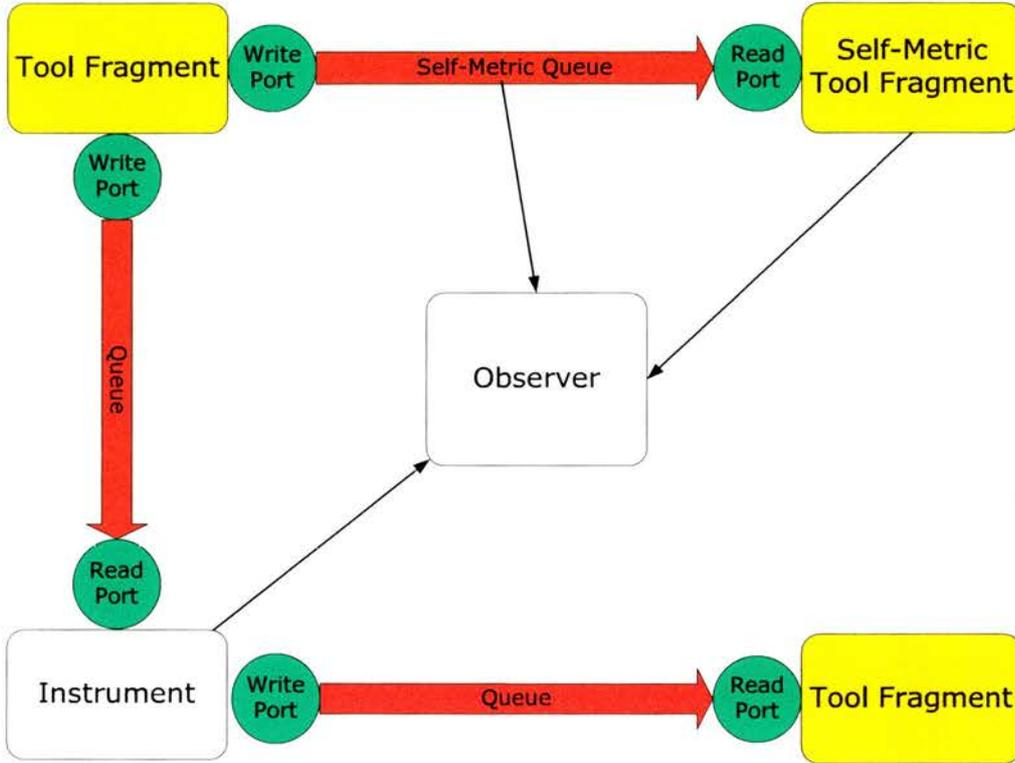 Tool Fragment
Write
Port
Self-Metric Queue
Read
Port
Self-Metric
Tool Fragment
Write
Port
Queue
Observer
Read
Port
Instrument
Write
Port
Queue
Read
Port
Tool Fragment